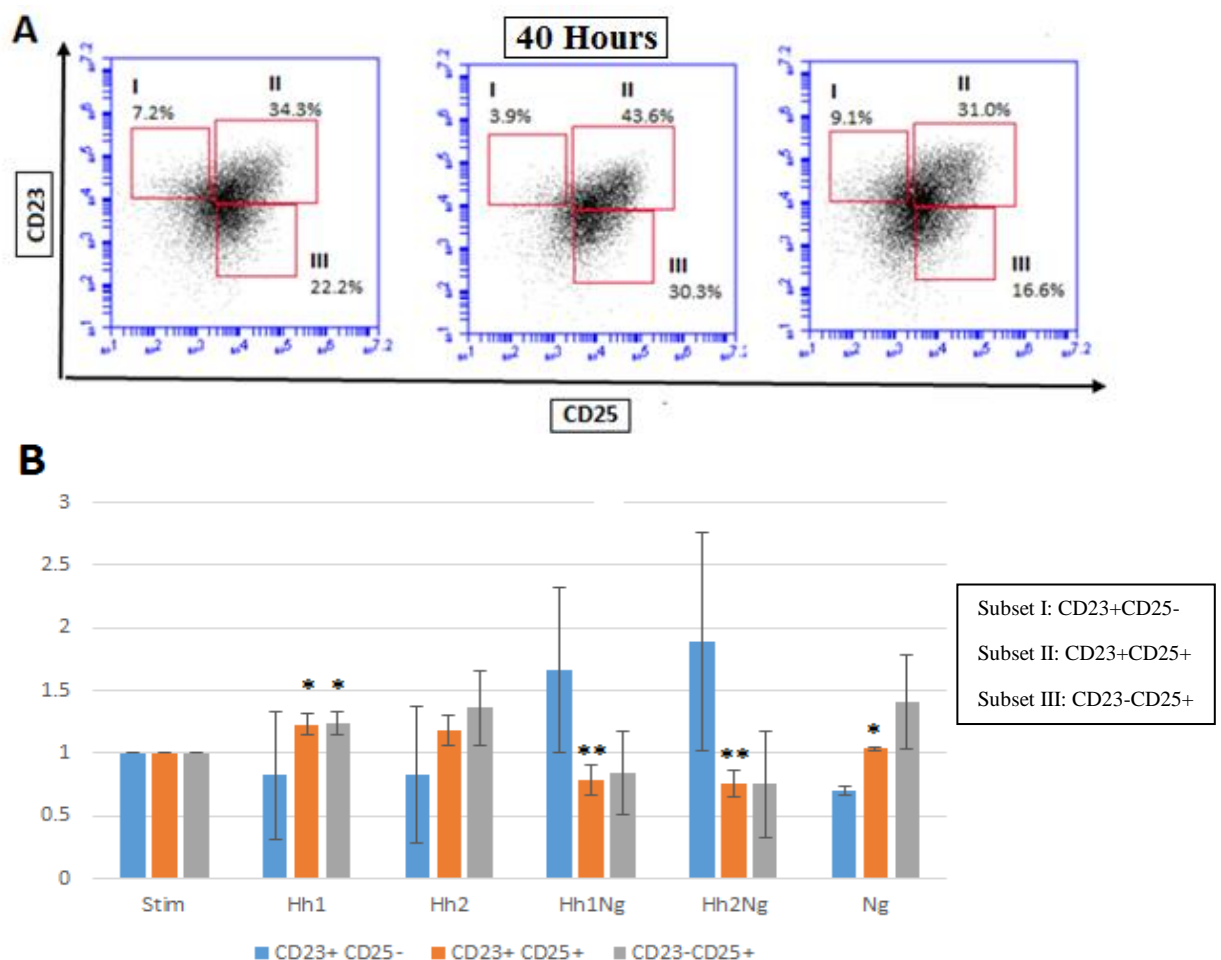 A
40 Hours
I
7.2%
II
34.3%
III
22.2%
I
3.9%
II
43.6%
III
30.3%
I
9.1%
II
31.0%
III
16.6%
CD23
CD25
B
3
2.5
2
1.5
1
0.5
0
* *
**
**
*
Stim Hh1 Hh2 Hh1Ng Hh2Ng Ng
CD23+ CD25- CD23+ CD25+ CD23-CD25+
Subset I: CD23+CD25-
Subset II: CD23+CD25+
Subset III: CD23-CD25+